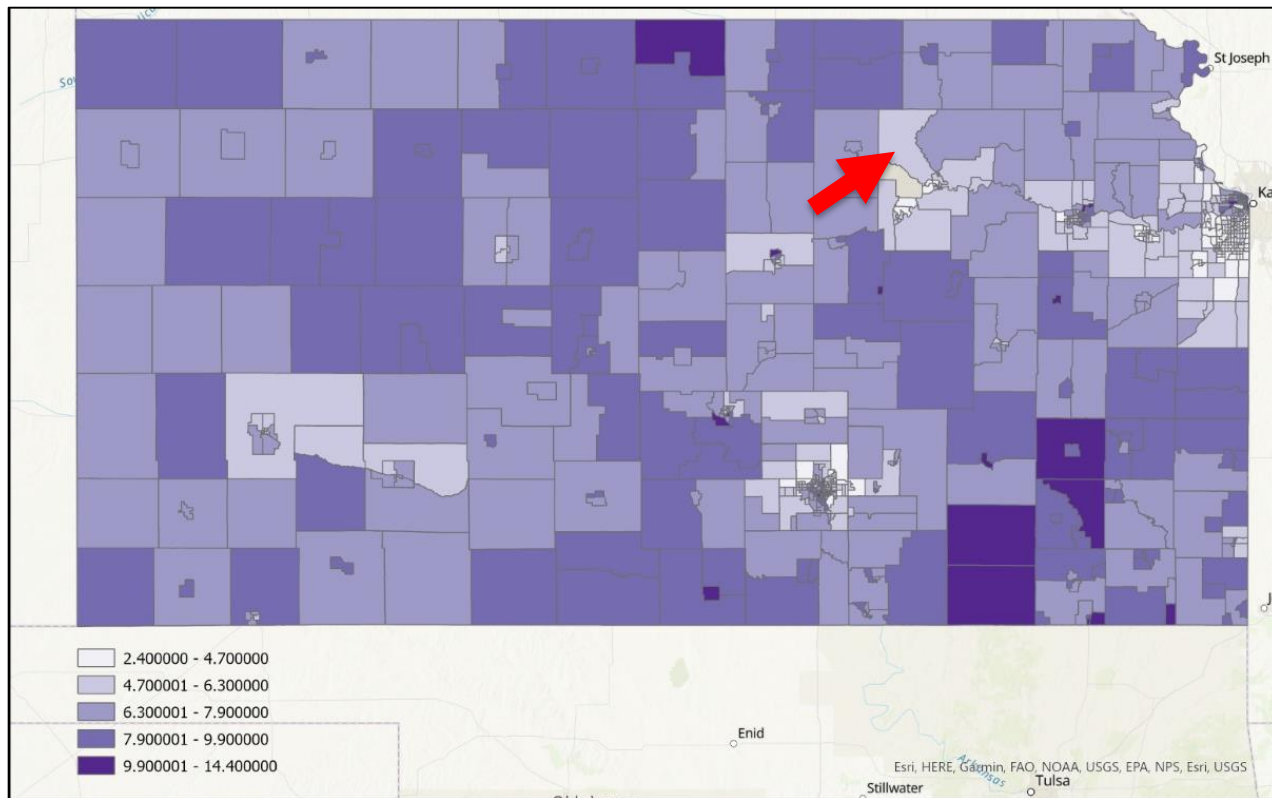 St Joseph
Ka
2.400000 - 4.700000
4.700001 - 6.300000
6.300001 - 7.900000
7.900001 - 9.900000
9.900001 - 14.400000
Enid
Esri, HERE, Garmin, FAO, NOAA, USGS, EPA, NPS, Esri, USGS
Arkansas
Tulsa
Stillwater
J